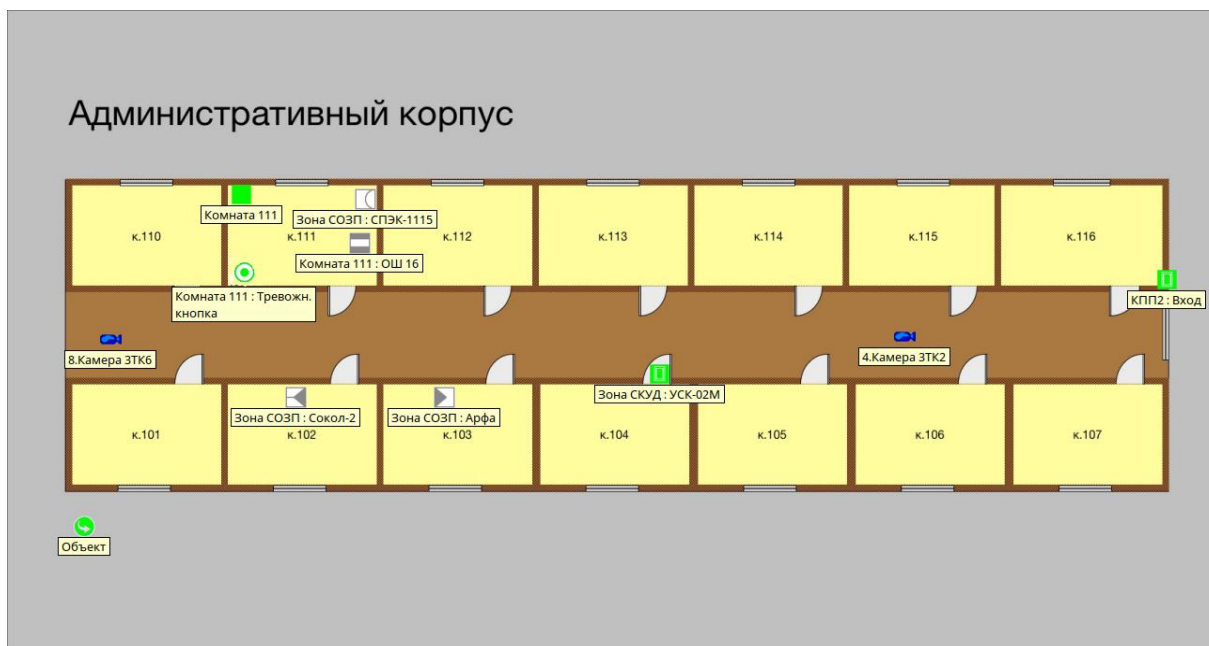 Административный корпус
Комната 111
Зона СОЗП : СПЭК-1115
к.110
к.111
к.112
к.113
к.114
к.115
к.116
Комната 111 : ОШ 16
Комната 111 : Тревожн.
кнопка
КПП2 : Вход
8.Камера ЗТК6
4.Камера ЗТК2
Зона СКУД : УСК-02М
Зона СОЗП : Сокол-2
Зона СОЗП : Арфа
к.101
к.102
к.103
к.104
к.105
к.106
к.107
Объект